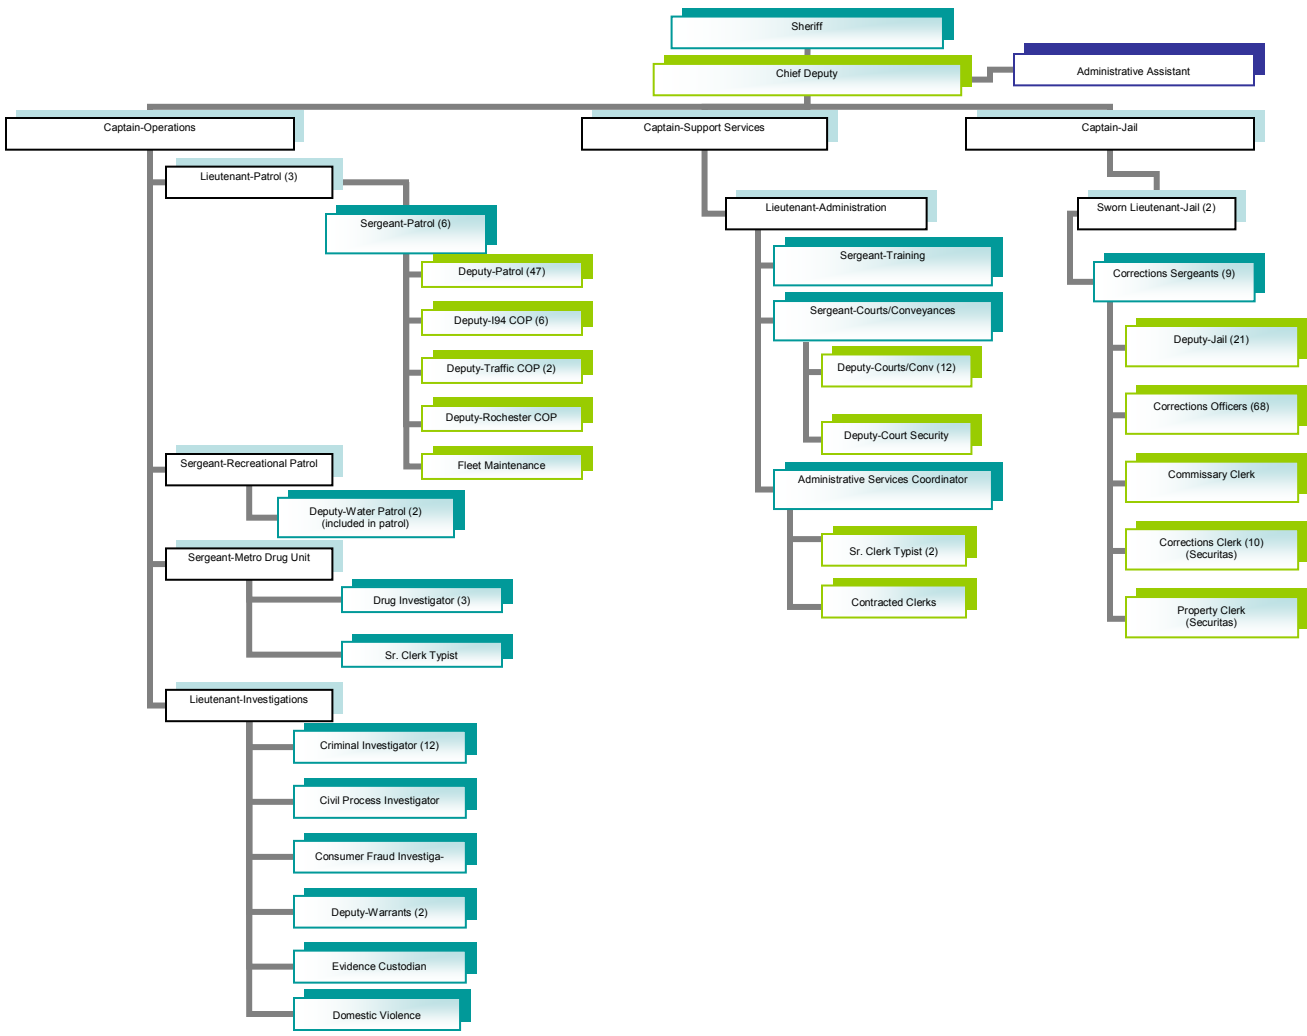 Sheriff
Chief Deputy
Administrative Assistant
Captain-Operations
Captain-Support Services
Captain-Jail
Lieutenant-Patrol (3)
Sergeant-Patrol (6)
Deputy-Patrol (47)
Deputy-I94 COP (6)
Deputy-Traffic COP (2)
Deputy-Rochester COP
Fleet Maintenance
Sergeant-Recreational Patrol
Deputy-Water Patrol (2)
(included in patrol)
Sergeant-Metro Drug Unit
Drug Investigator (3)
Sr. Clerk Typist
Lieutenant-Investigations
Criminal Investigator (12)
Civil Process Investigator
Consumer Fraud Investiga-
Deputy-Warrants (2)
Evidence Custodian
Domestic Violence
Lieutenant-Administration
Sergeant-Training
Sergeant-Courts/Conveyances
Deputy-Courts/Conv (12)
Deputy-Court Security
Administrative Services Coordinator
Sr. Clerk Typist (2)
Contracted Clerks
Sworn Lieutenant-Jail (2)
Corrections Sergeants (9)
Deputy-Jail (21)
Corrections Officers (68)
Commissary Clerk
Corrections Clerk (10)
(Securitas)
Property Clerk
(Securitas)